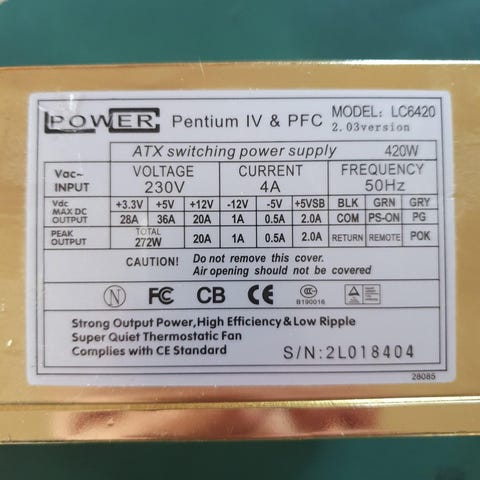 POWER Pentium IV & PFC MODEL: LC6420
2.03version
ATX switching power supply 420W
Vac~ INPUT VOLTAGE 230V CURRENT 4A FREQUENCY 50Hz
Vdc MAX DC OUTPUT +3.3V +5V +12V -12V -5V +5VSB BLK GRN GRY
28A 36A 20A 1A 0.5A 2.0A COM PS-ON PG
PEAK OUTPUT TOTAL 272W 20A 1A 0.5A 2.0A RETURN REMOTE POK
CAUTION! Do not remove this cover.
Air opening should not be covered
N FC CB CE CCC B190016
Strong Output Power,High Efficiency&Low Ripple
Super Quiet Thermostatic Fan
Complies with CE Standard S/N:2L018404
28085